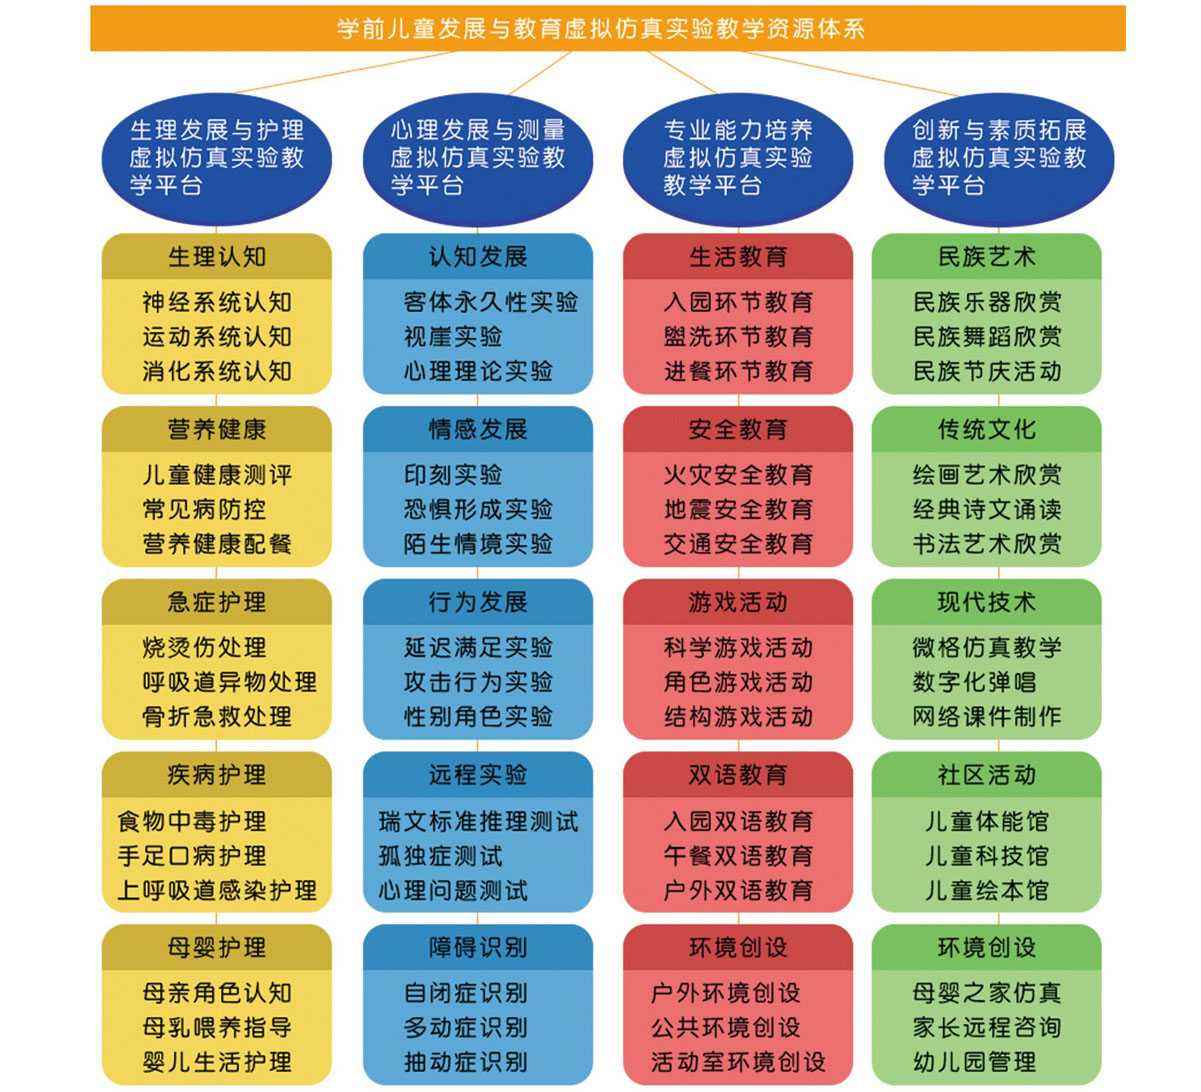 学前儿童发展与教育虚拟仿真实验教学资源体系
生理发展与护理
虚拟仿真实验教
学平台
生理认知
神经系统认知
运动系统认知
消化系统认知
营养健康
儿童健康测评
常见病防控
营养健康配餐
急症护理
烧烫伤处理
呼吸道异物处理
骨折急救处理
疾病护理
食物中毒护理
手足口病护理
上呼吸道感染护理
母婴护理
母亲角色认知
母乳喂养指导
婴儿生活护理
心理发展与测量
虚拟仿真实验教
学平台
认知发展
客体永久性实验
视崖实验
心理理论实验
情感发展
印刻实验
恐惧形成实验
陌生情境实验
行为发展
延迟满足实验
攻击行为实验
性别角色实验
远程实验
瑞文标准推理测试
孤独症测试
心理问题测试
障碍识别
自闭症识别
多动症识别
抽动症识别
专业能力培养
虚拟仿真实验
教学平台
生活教育
入园环节教育
盥洗环节教育
进餐环节教育
安全教育
火灾安全教育
地震安全教育
交通安全教育
游戏活动
科学游戏活动
角色游戏活动
结构游戏活动
双语教育
入园双语教育
午餐双语教育
户外双语教育
环境创设
户外环境创设
公共环境创设
活动室环境创设
创新与素质拓展
虚拟仿真实验教
学平台
民族艺术
民族乐器欣赏
民族舞蹈欣赏
民族节庆活动
传统文化
绘画艺术欣赏
经典诗文诵读
书法艺术欣赏
现代技术
微格仿真教学
数字化弹唱
网络课件制作
社区活动
儿童体能馆
儿童科技馆
儿童绘本馆
环境创设
母婴之家仿真
家长远程咨询
幼儿园管理